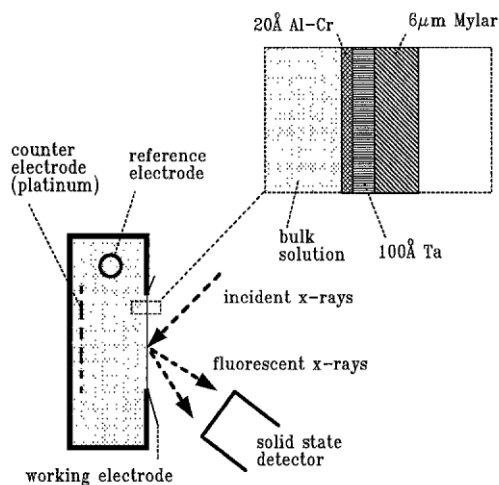 20Å Al-Cr
6μm Mylar
counter
electrode
(platinum)
reference
electrode
bulk
solution
100Å Ta
incident x-rays
fluorescent x-rays
solid state
detector
working electrode